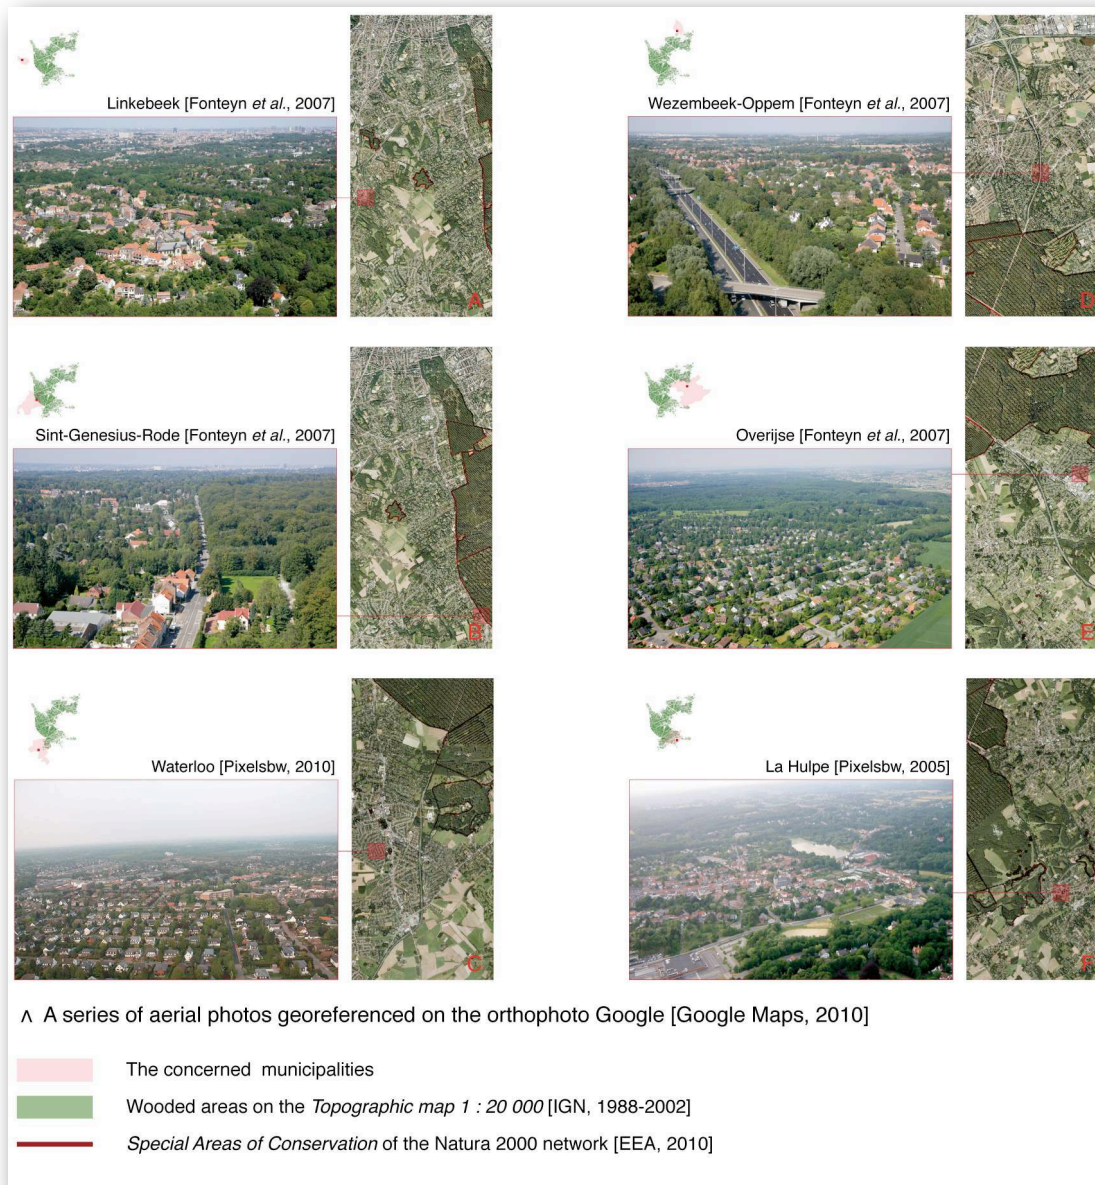 Linkebeek [Fonteyn et al., 2007]
A
Wezembeek-Oppem [Fonteyn et al., 2007]
D
Sint-Genesius-Rode [Fonteyn et al., 2007]
B
Overijse [Fonteyn et al., 2007]
E
Waterloo [Pixelsbw, 2010]
C
La Hulpe [Pixelsbw, 2005]
F
ʌ A series of aerial photos georeferenced on the orthophoto Google [Google Maps, 2010]
The concerned municipalities
Wooded areas on the Topographic map 1 : 20 000 [IGN, 1988-2002]
Special Areas of Conservation of the Natura 2000 network [EEA, 2010]